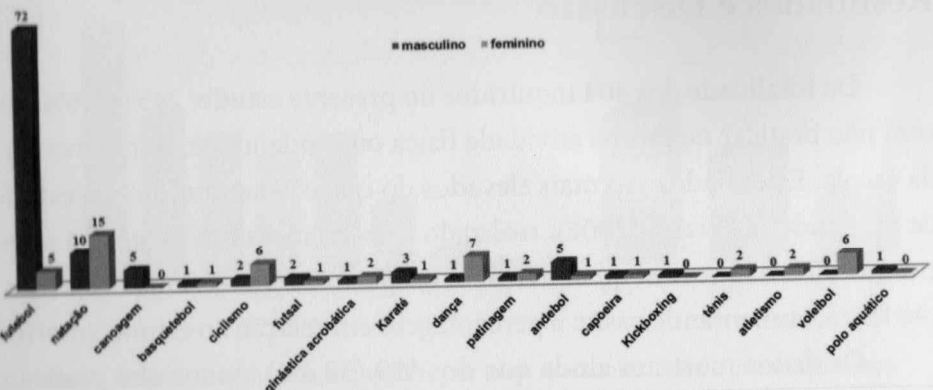 72
■ masculino ■ feminino
5 10 15 5 0 1 1 2 6 2 1 1 2 3 1 1 7 1 2 5 1 1 1 1 0 0 2 0 2 0 6 1 0
futebol natação canoagem basquetebol ciclismo futsal ginástica acrobática Karaté dança patinagem andebol capoeira Kickboxing ténis atletismo voleibol polo aquático